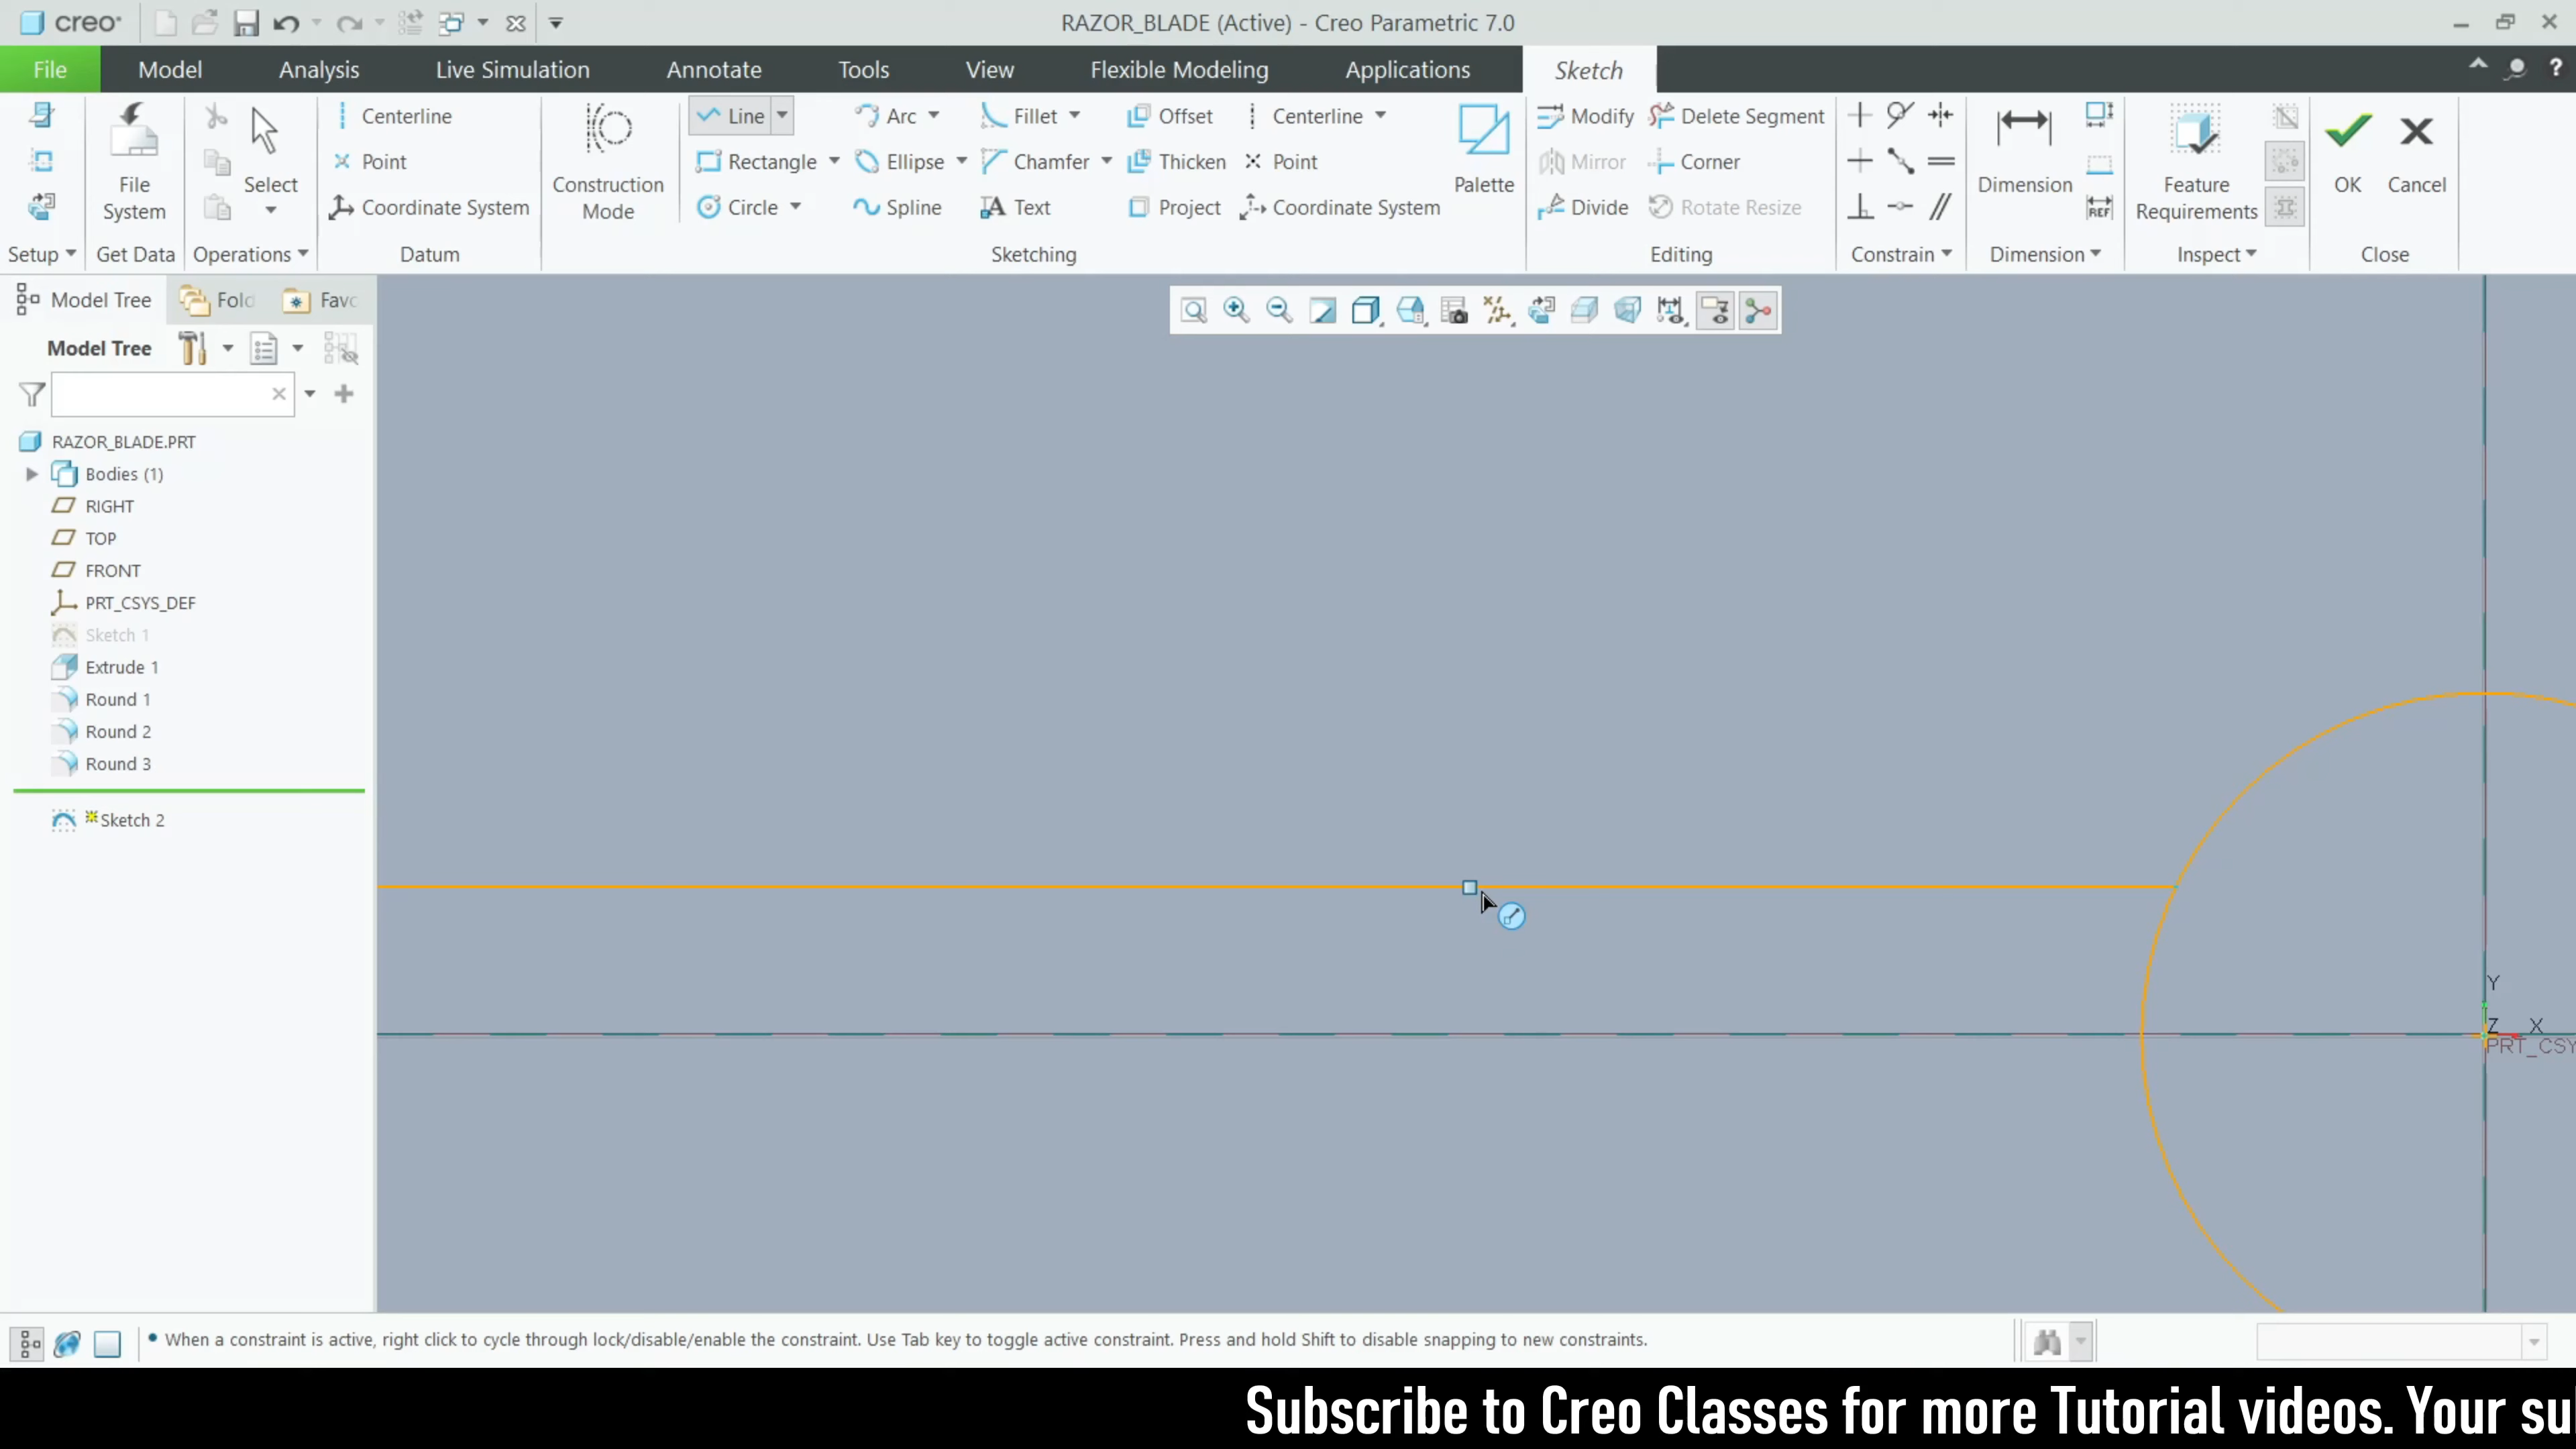 creo
RAZOR_BLADE (Active) - Creo Parametric 7.0
File Model Analysis Live Simulation Annotate Tools View Flexible Modeling Applications Sketch
Centerline Line Arc Fillet Offset Centerline Modify Delete Segment
Point Rectangle Ellipse Chamfer Thicken Point Mirror Corner
File System Select Coordinate System Construction Mode Circle Spline Text Project Coordinate System Palette Divide Rotate Resize Dimension REF Feature Requirements OK Cancel
Setup Get Data Operations Datum Sketching Editing Constrain Dimension Inspect Close
Model Tree Fold Favo
Model Tree
RAZOR_BLADE.PRT
Bodies (1)
RIGHT
TOP
FRONT
PRT_CSYS_DEF
Sketch 1
Extrude 1
Round 1
Round 2
Round 3
Sketch 2
Y
Z X
PRT_CSY
When a constraint is active, right click to cycle through lock/disable/enable the constraint. Use Tab key to toggle active constraint. Press and hold Shift to disable snapping to new constraints.
Subscribe to Creo Classes for more Tutorial videos. Your su